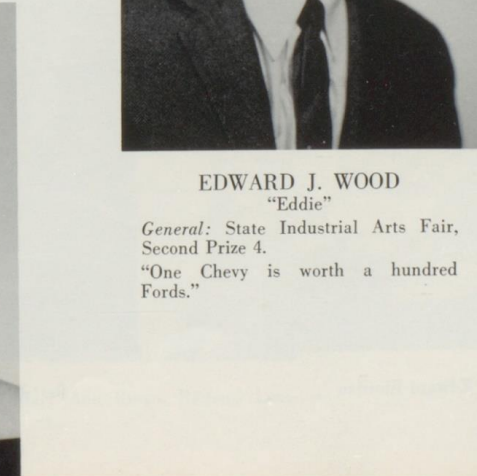 EDWARD J. WOOD
“Eddie”
General: State Industrial Arts Fair,
Second Prize 4.
“One Chevy is worth a hundred
Fords.”